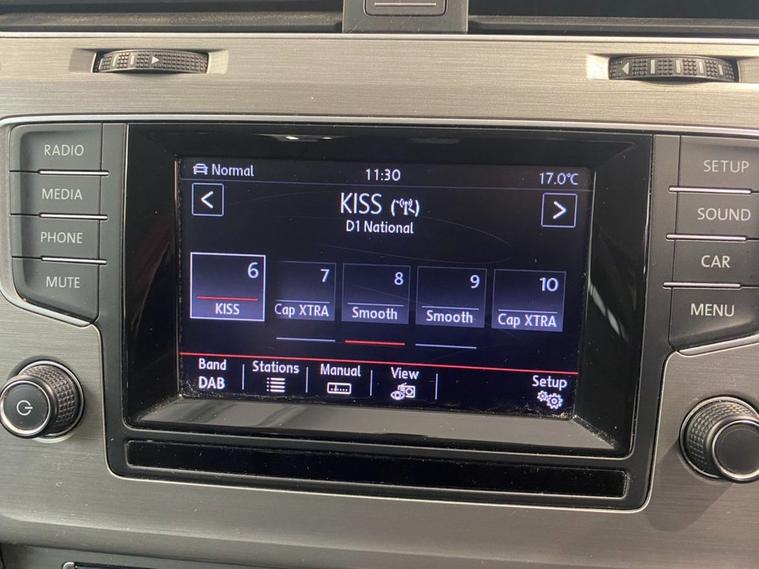 RADIO
MEDIA
PHONE
MUTE
Normal 11:30 17.0°C
KISS
D1 National
6 7 8 9 10
KISS Cap XTRA Smooth Smooth Cap XTRA
Band Stations Manual View Setup
DAB
SETUP
SOUND
CAR
MENU